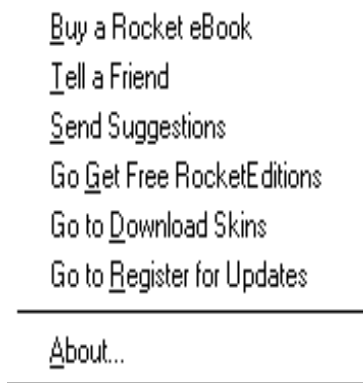 Buy a Rocket eBook
Tell a Friend
Send Suggestions
Go Get Free RocketEditions
Go to Download Skins
Go to Register for Updates
About...